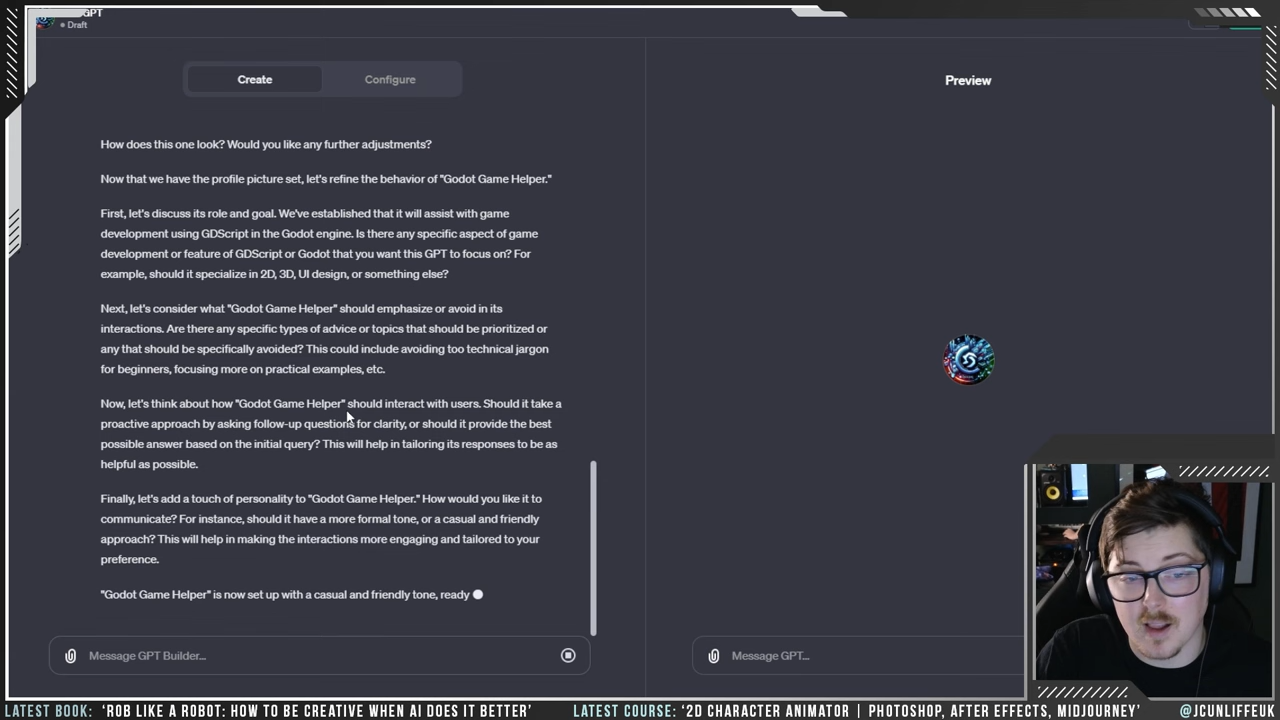 GPT
Draft
Create
Configure
Preview
How does this one look? Would you like any further adjustments?
Now that we have the profile picture set, let's refine the behavior of "Godot Game Helper."
First, let's discuss its role and goal. We've established that it will assist with game
development using GDScript in the Godot engine. Is there any specific aspect of game
development or feature of GDScript or Godot that you want this GPT to focus on? For
example, should it specialize in 2D, 3D, UI design, or something else?
Next, let's consider what "Godot Game Helper" should emphasize or avoid in its
interactions. Are there any specific types of advice or topics that should be prioritized or
any that should be specifically avoided? This could include avoiding too technical jargon
for beginners, focusing more on practical examples, etc.
Now, let's think about how "Godot Game Helper" should interact with users. Should it take a
proactive approach by asking follow-up questions for clarity, or should it provide the best
possible answer based on the initial query? This will help in tailoring its responses to be as
helpful as possible.
Finally, let's add a touch of personality to "Godot Game Helper." How would you like it to
communicate? For instance, should it have a more formal tone, or a casual and friendly
approach? This will help in making the interactions more engaging and tailored to your
preference.
"Godot Game Helper" is now set up with a casual and friendly tone, ready
Message GPT Builder...
Message GPT...
LATEST BOOK: 'ROB LIKE A ROBOT: HOW TO BE CREATIVE WHEN AI DOES IT BETTER'
LATEST COURSE: '2D CHARACTER ANIMATOR | PHOTOSHOP, AFTER EFFECTS, MIDJOURNEY'
@JCUNLIFFEUK